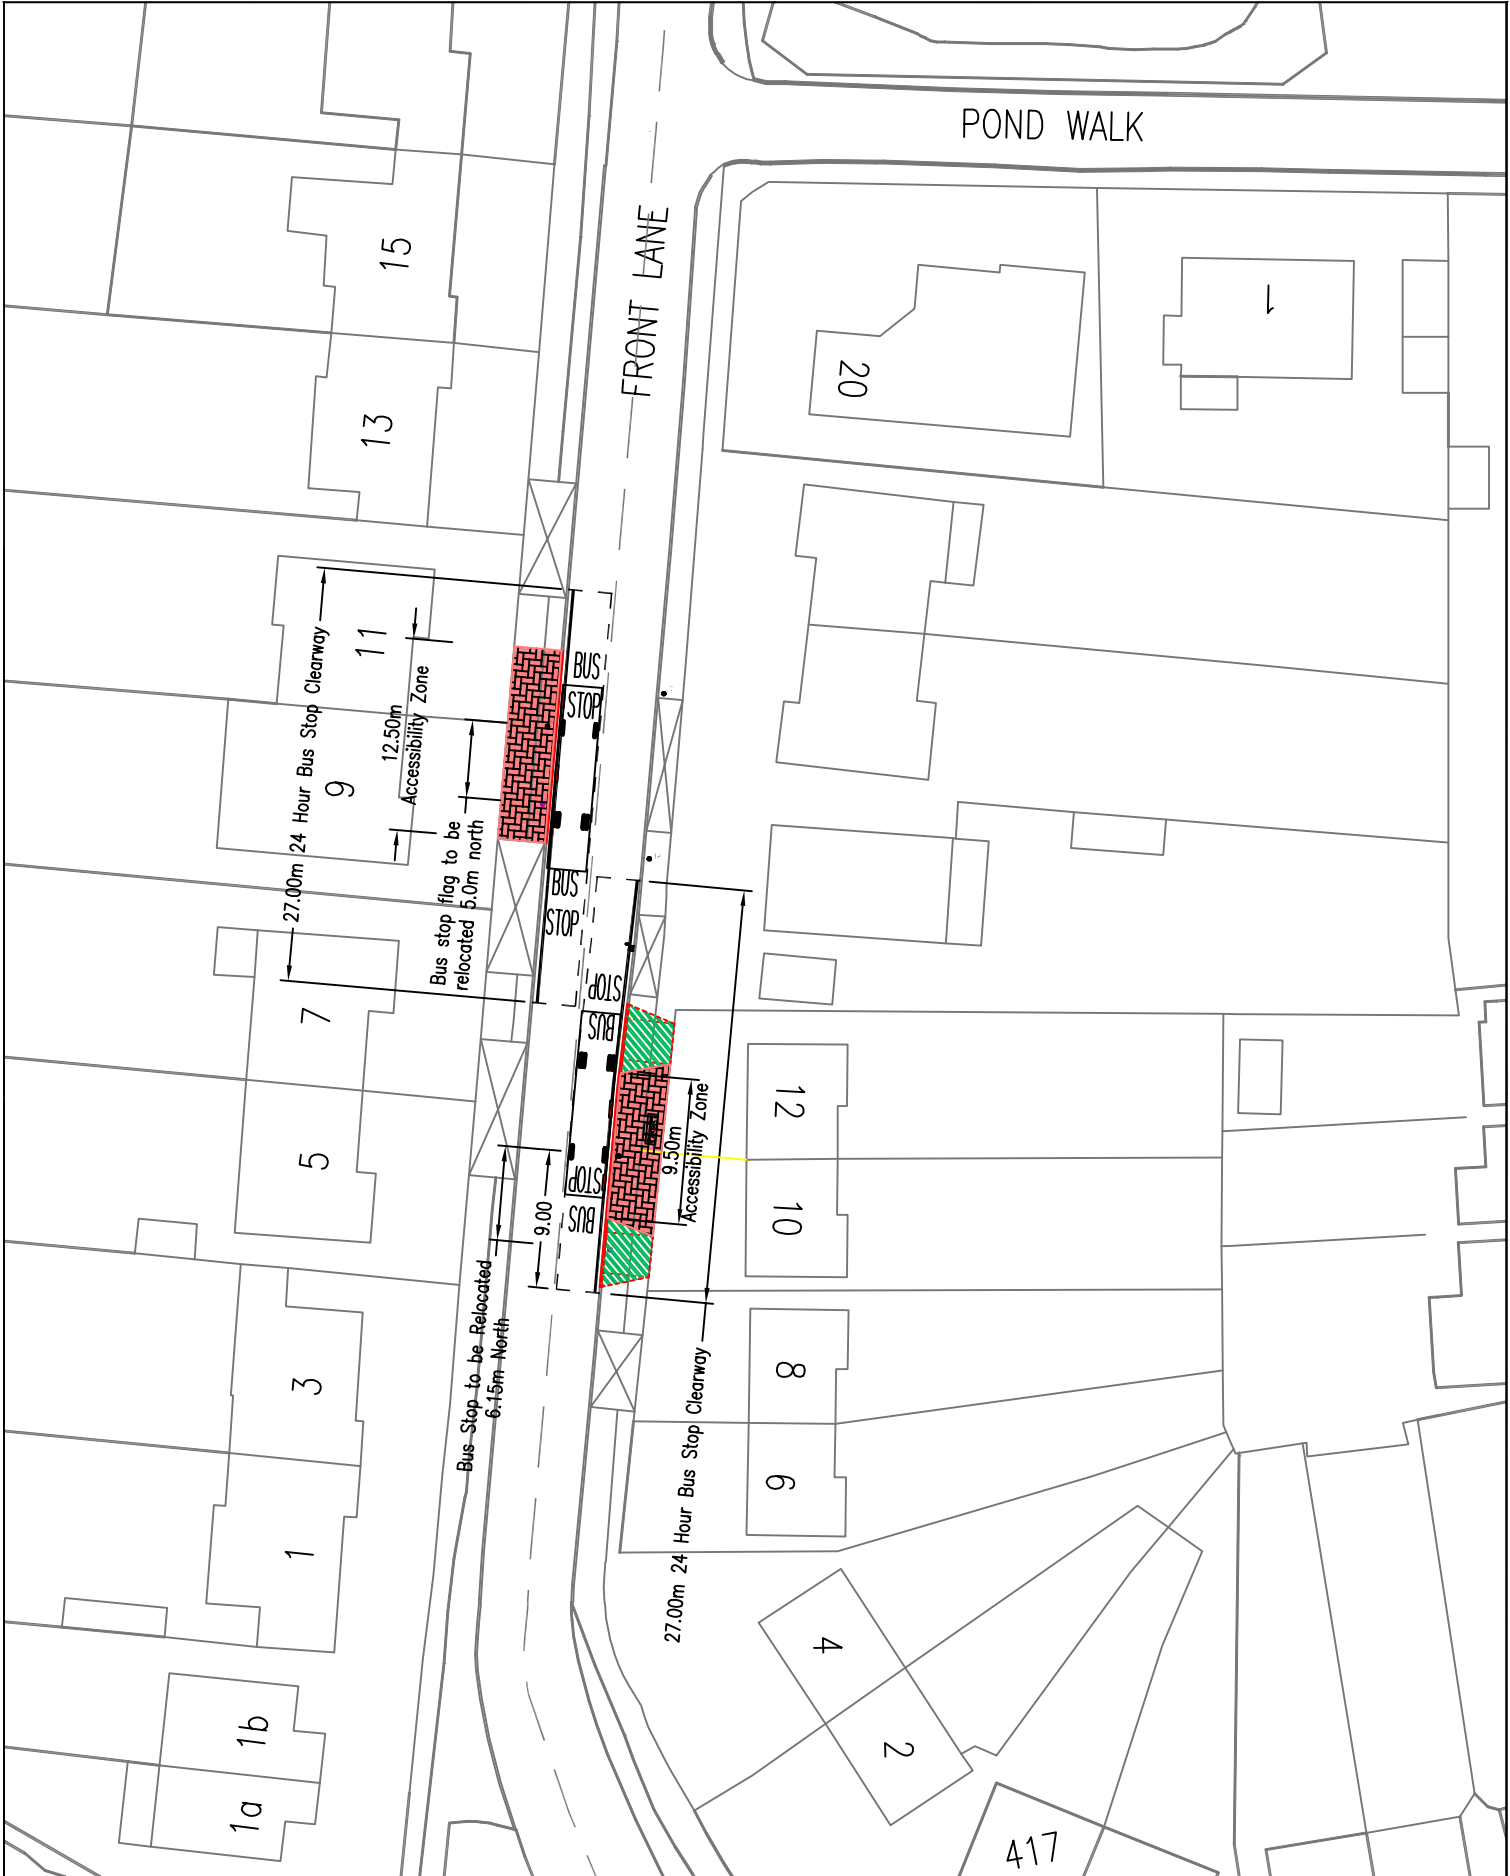 POND WALK
FRONT LANE
15
13
11
9
7
5
3
1
1b
1a
20
1
12
10
8
6
4
2
417
27.00m 24 Hour Bus Stop Clearway
12.50m
Accessibility Zone
Bus stop flag to be
relocated 5.0m north
BUS
STOP
BUS
STOP
STOP
BUS
STOP
BUS
9.50m
Accessibility Zone
9.00
Bus Stop to be Relocated
6.15m North
27.00m 24 Hour Bus Stop Clearway